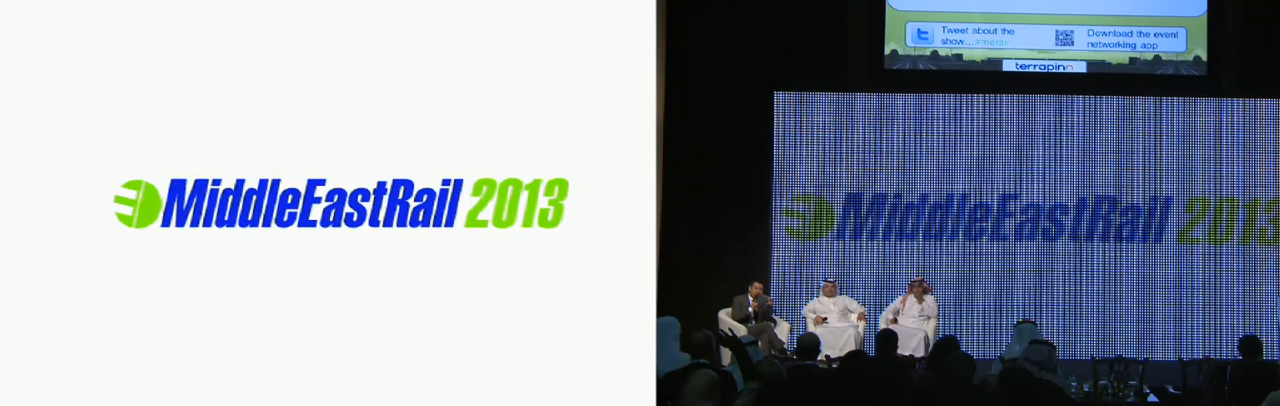 MiddleEastRail 2013
Tweet about the
show... #merail
Download the event
networking app
terrapinn
MiddleEastRail 2013